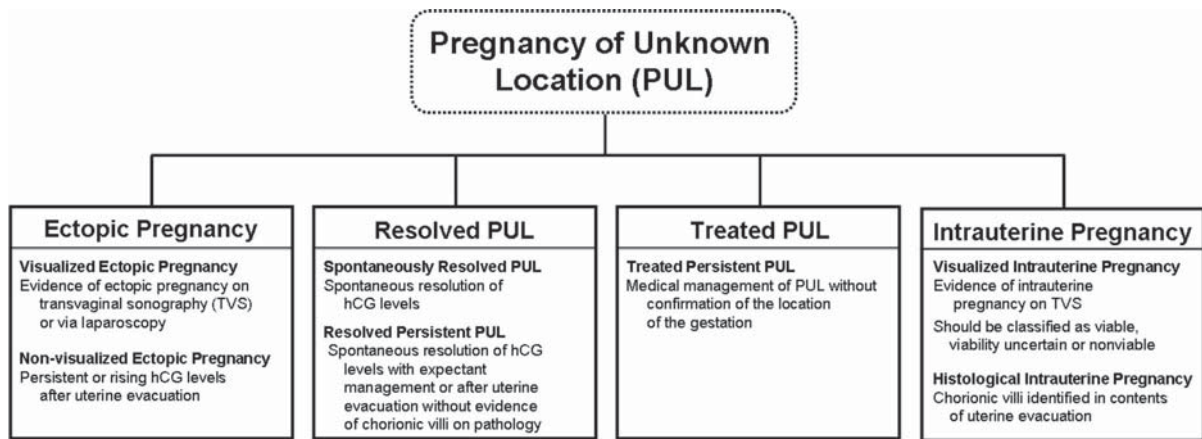 Pregnancy of Unknown
Location (PUL)
Ectopic Pregnancy
Visualized Ectopic Pregnancy
Evidence of ectopic pregnancy on
transvaginal sonography (TVS)
or via laparoscopy
Non-visualized Ectopic Pregnancy
Persistent or rising hCG levels
after uterine evacuation
Resolved PUL
Spontaneously Resolved PUL
Spontaneous resolution of
hCG levels
Resolved Persistent PUL
Spontaneous resolution of hCG
levels with expectant
management or after uterine
evacuation without evidence
of chorionic villi on pathology
Treated PUL
Treated Persistent PUL
Medical management of PUL without
confirmation of the location
of the gestation
Intrauterine Pregnancy
Visualized Intrauterine Pregnancy
Evidence of intrauterine
pregnancy on TVS
Should be classified as viable,
viability uncertain or nonviable
Histological Intrauterine Pregnancy
Chorionic villi identified in contents
of uterine evacuation